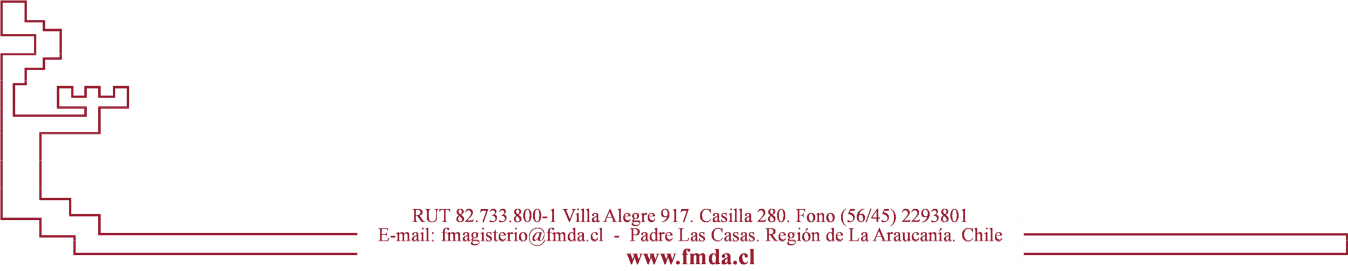 RUT 82.733.800-1 Villa Alegre 917. Casilla 280. Fono (56/45) 2293801
E-mail: fmagisterio@fmda.cl - Padre Las Casas. Región de La Araucanía. Chile
www.fmda.cl